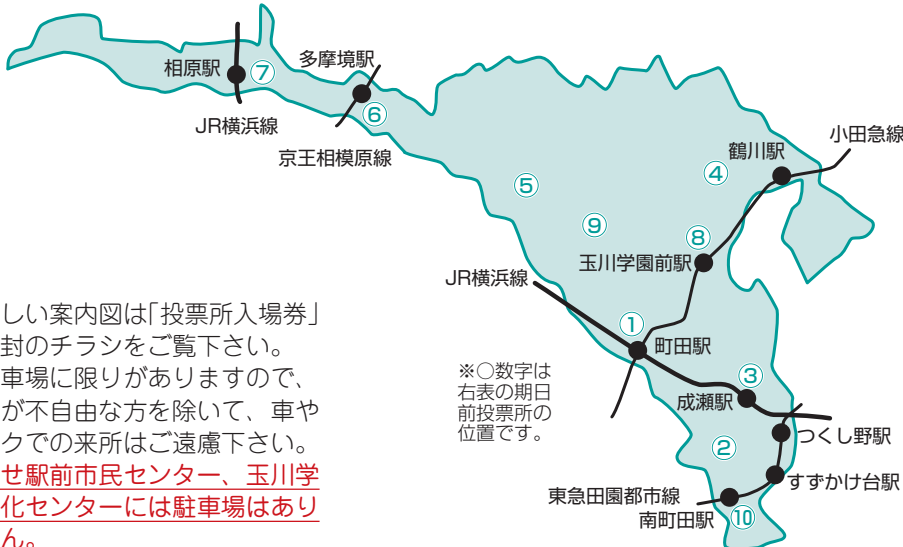 相原駅
⑦
多摩境駅
⑥
JR横浜線
京王相模原線
小田急線
鶴川駅
④
⑤
⑨
⑧
玉川学園前駅
JR横浜線
①
町田駅
③
成瀬駅
②
つくし野駅
すずかけ台駅
東急田園都市線
南町田駅
⑩
※○数字は
右表の期日
前投票所の
位置です。
しい案内図は「投票所入場券」
封のチラシをご覧下さい。
車場に限りがありますので、
が不自由な方を除いて、車や
クでの来所はご遠慮下さい。
せ駅前市民センター、玉川学
化センターには駐車場はあり
ん。